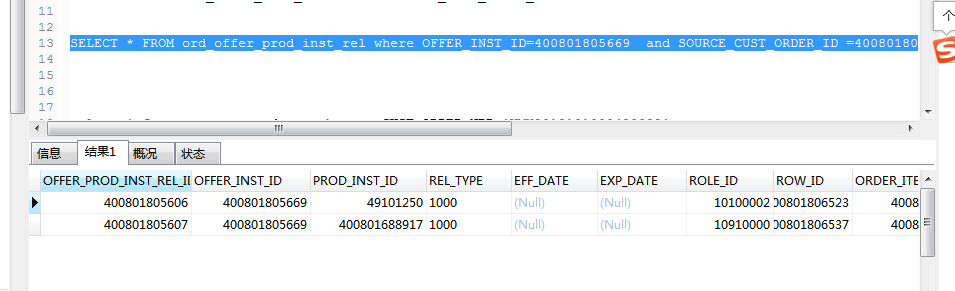 个
11
12
13 SELECT * FROM ord_offer_prod_inst_rel where OFFER_INST_ID=400801805669 and SOURCE_CUST_ORDER_ID =40080180
14
15
16
17
信息 结果1 概况 状态
OFFER_PROD_INST_REL_II OFFER_INST_ID PROD_INST_ID REL_TYPE EFF_DATE EXP_DATE ROLE_ID ROW_ID ORDER_ITE
400801805606 400801805669 49101250 1000 (Null) (Null) 10100002 00801806523 4008
400801805607 400801805669 400801688917 1000 (Null) (Null) 10910000 00801806537 4008